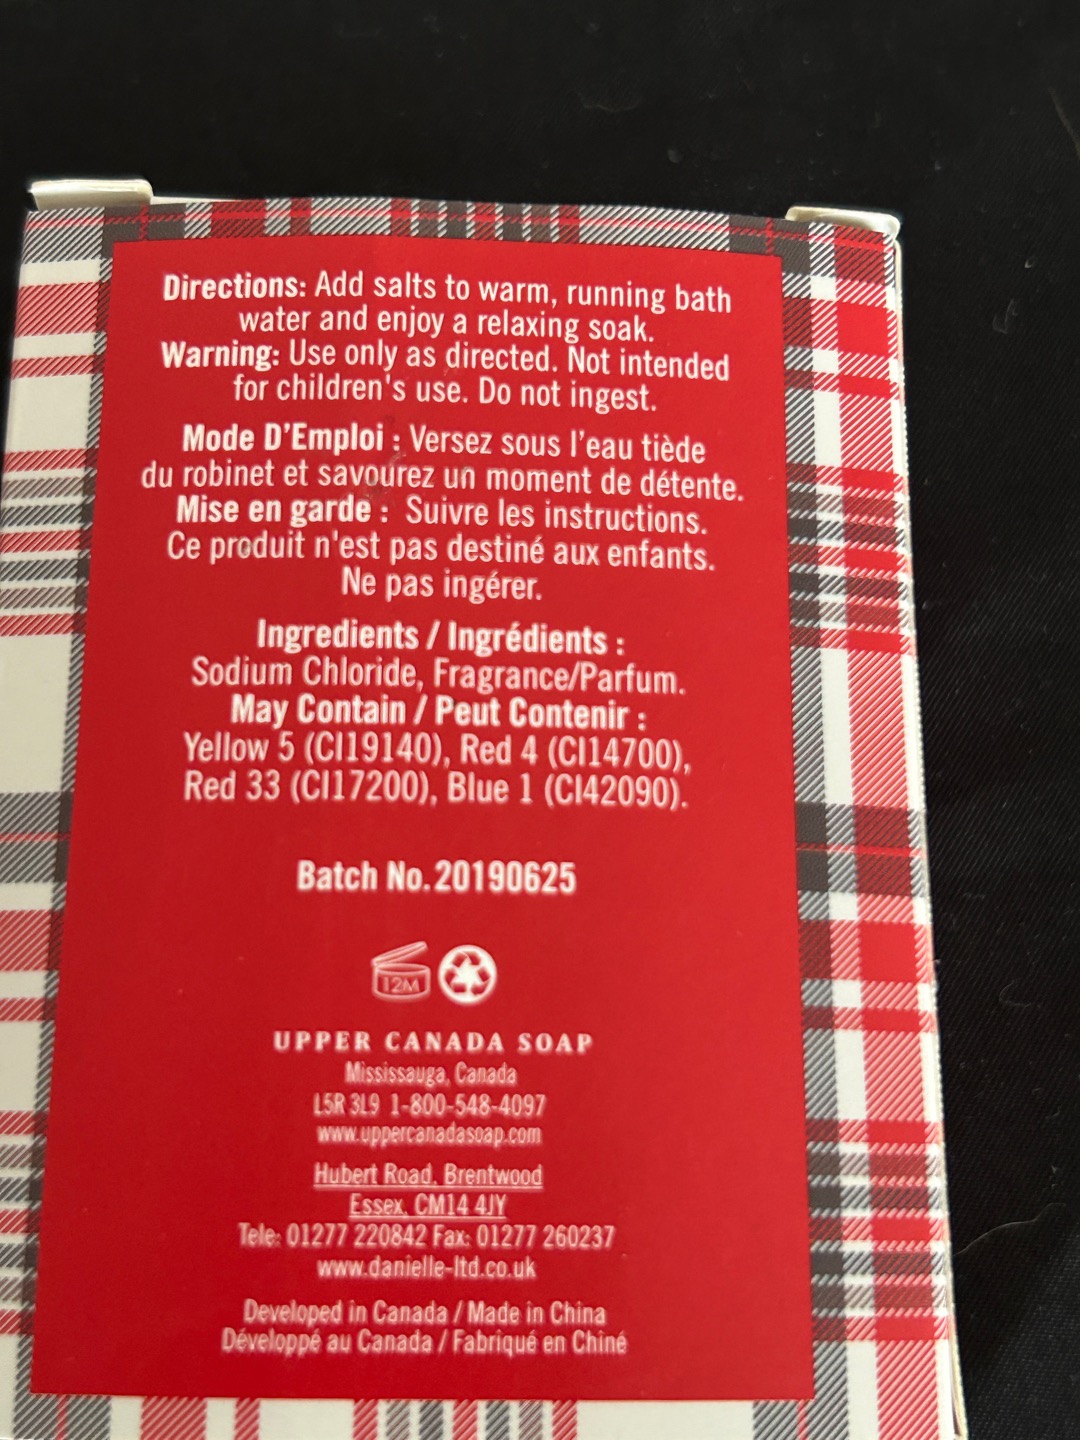 Directions: Add salts to warm, running bath
water and enjoy a relaxing soak.
Warning: Use only as directed. Not intended
for children's use. Do not ingest.
Mode D'Emploi : Versez sous l'eau tiède
du robinet et savourez un moment de détente.
Mise en garde : Suivre les instructions.
Ce produit n'est pas destiné aux enfants.
Ne pas ingérer.
Ingredients / Ingrédients :
Sodium Chloride, Fragrance/Parfum.
May Contain / Peut Contenir :
Yellow 5 (CI19140), Red 4 (CI14700),
Red 33 (CI17200), Blue 1 (CI42090).
Batch No. 20190625
12M
UPPER CANADA SOAP
Mississauga, Canada
L5R 3L9 1-800-548-4097
www.uppercanadasoap.com
Hubert Road, Brentwood
Essex, CM14 4JY
Tele: 01277 220842 Fax: 01277 260237
www.danielle-ltd.co.uk
Developed in Canada / Made in China
Développé au Canada / Fabriqué en Chiné